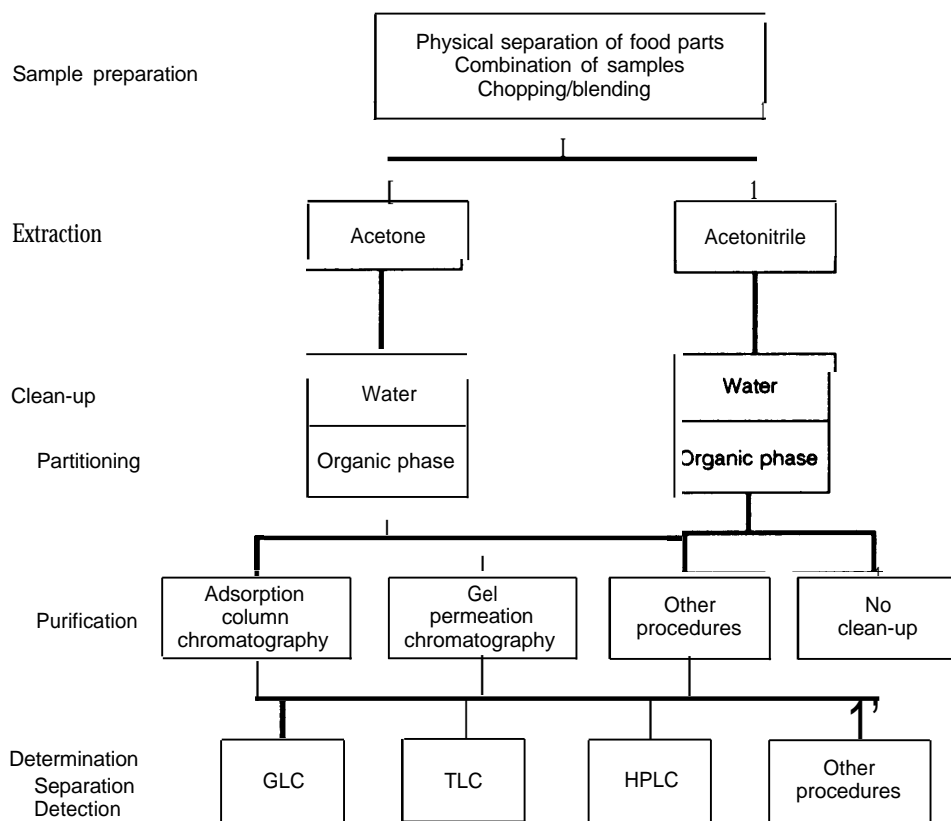 Physical separation of food parts
Combination of samples
Chopping/blending
Sample preparation
Extraction
Acetone
Acetonitrile
Clean-up
Water
Water
Partitioning
Organic phase
Organic phase
Purification
Adsorption
column
chromatography
Gel
permeation
chromatography
Other
procedures
No
clean-up
Determination
Separation
Detection
GLC
TLC
HPLC
Other
procedures